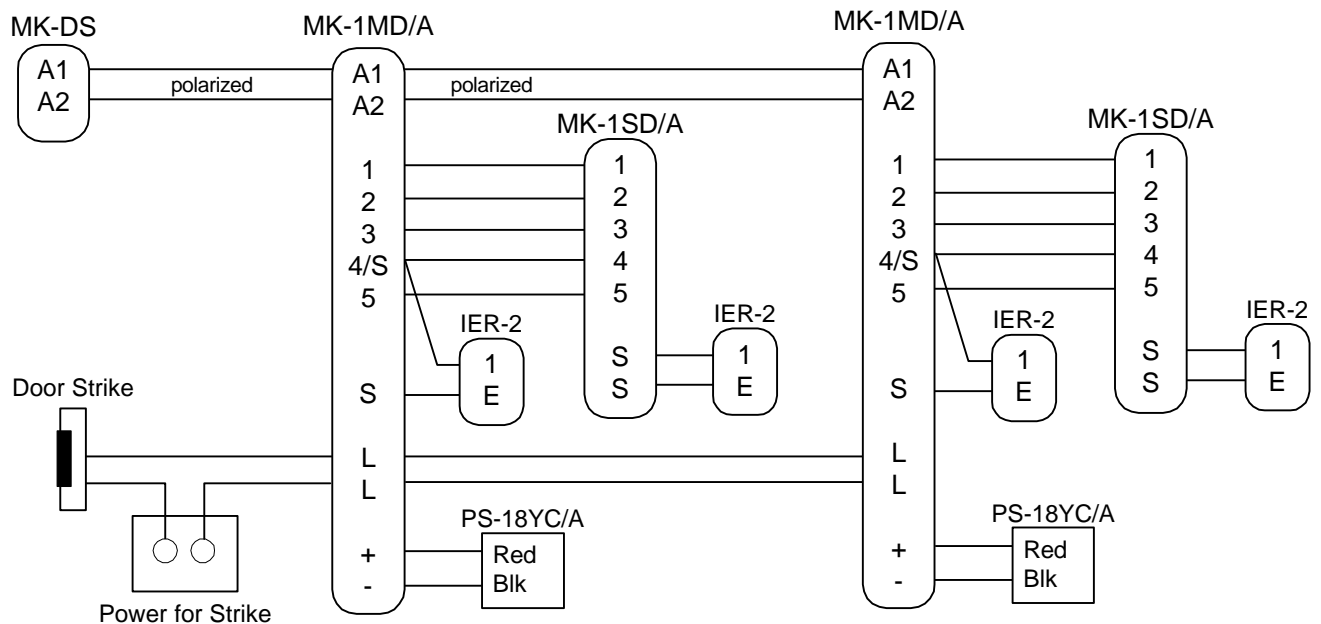 MK-DS
A1
A2
polarized
MK-1MD/A
A1
A2
1
2
3
4/S
5
S
L
L
+
-
polarized
MK-1SD/A
1
2
3
4
5
S
S
IER-2
1
E
IER-2
1
E
PS-18YC/A
Red
Blk
MK-1MD/A
A1
A2
1
2
3
4/S
5
S
L
L
+
-
MK-1SD/A
1
2
3
4
5
S
S
IER-2
1
E
IER-2
1
E
PS-18YC/A
Red
Blk
Door Strike
Power for Strike